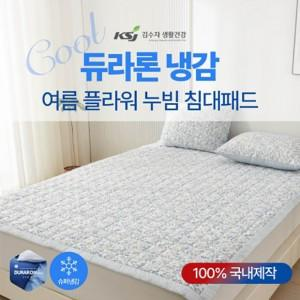 Cool
KSJ 김수자 생활건강
듀라론 냉감
여름 플라워 누빔 침대패드
DURARON
슈퍼냉감
100% 국내제작